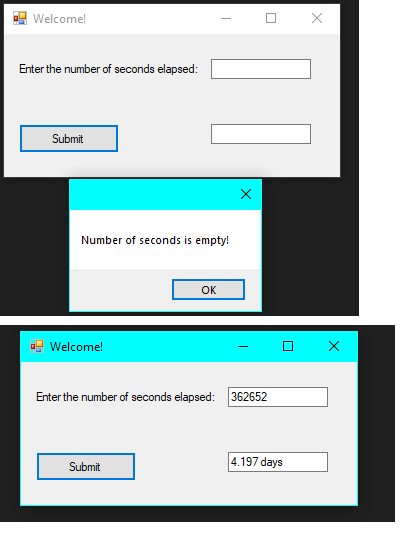 Welcome!
Enter the number of seconds elapsed:
Submit
Number of seconds is empty!
OK
Welcome!
Enter the number of seconds elapsed: 362652
Submit 4.197 days